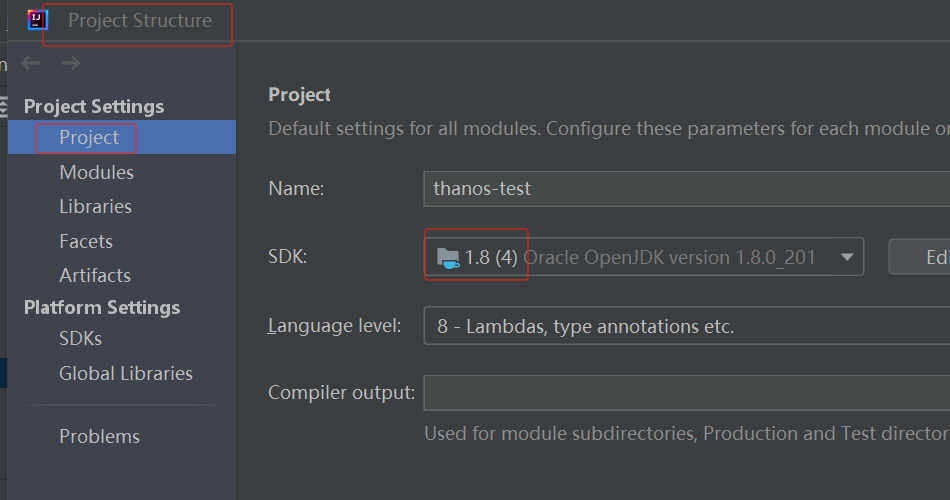 Project Structure
Project Settings
Project
Modules
Libraries
Facets
Artifacts
Platform Settings
SDKs
Global Libraries
Problems
Project
Default settings for all modules. Configure these parameters for each module
Name:
thanos-test
SDK:
1.8 (4) Oracle OpenJDK version 1.8.0_201
Language level:
8 - Lambdas, type annotations etc.
Compiler output:
Used for module subdirectories, Production and Test